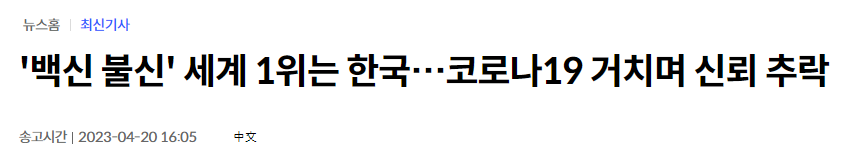 뉴스홈 | 최신기사
'백신 불신' 세계 1위는 한국…코로나19 거치며 신뢰 추락
송고시간 | 2023-04-20 16:05 中文